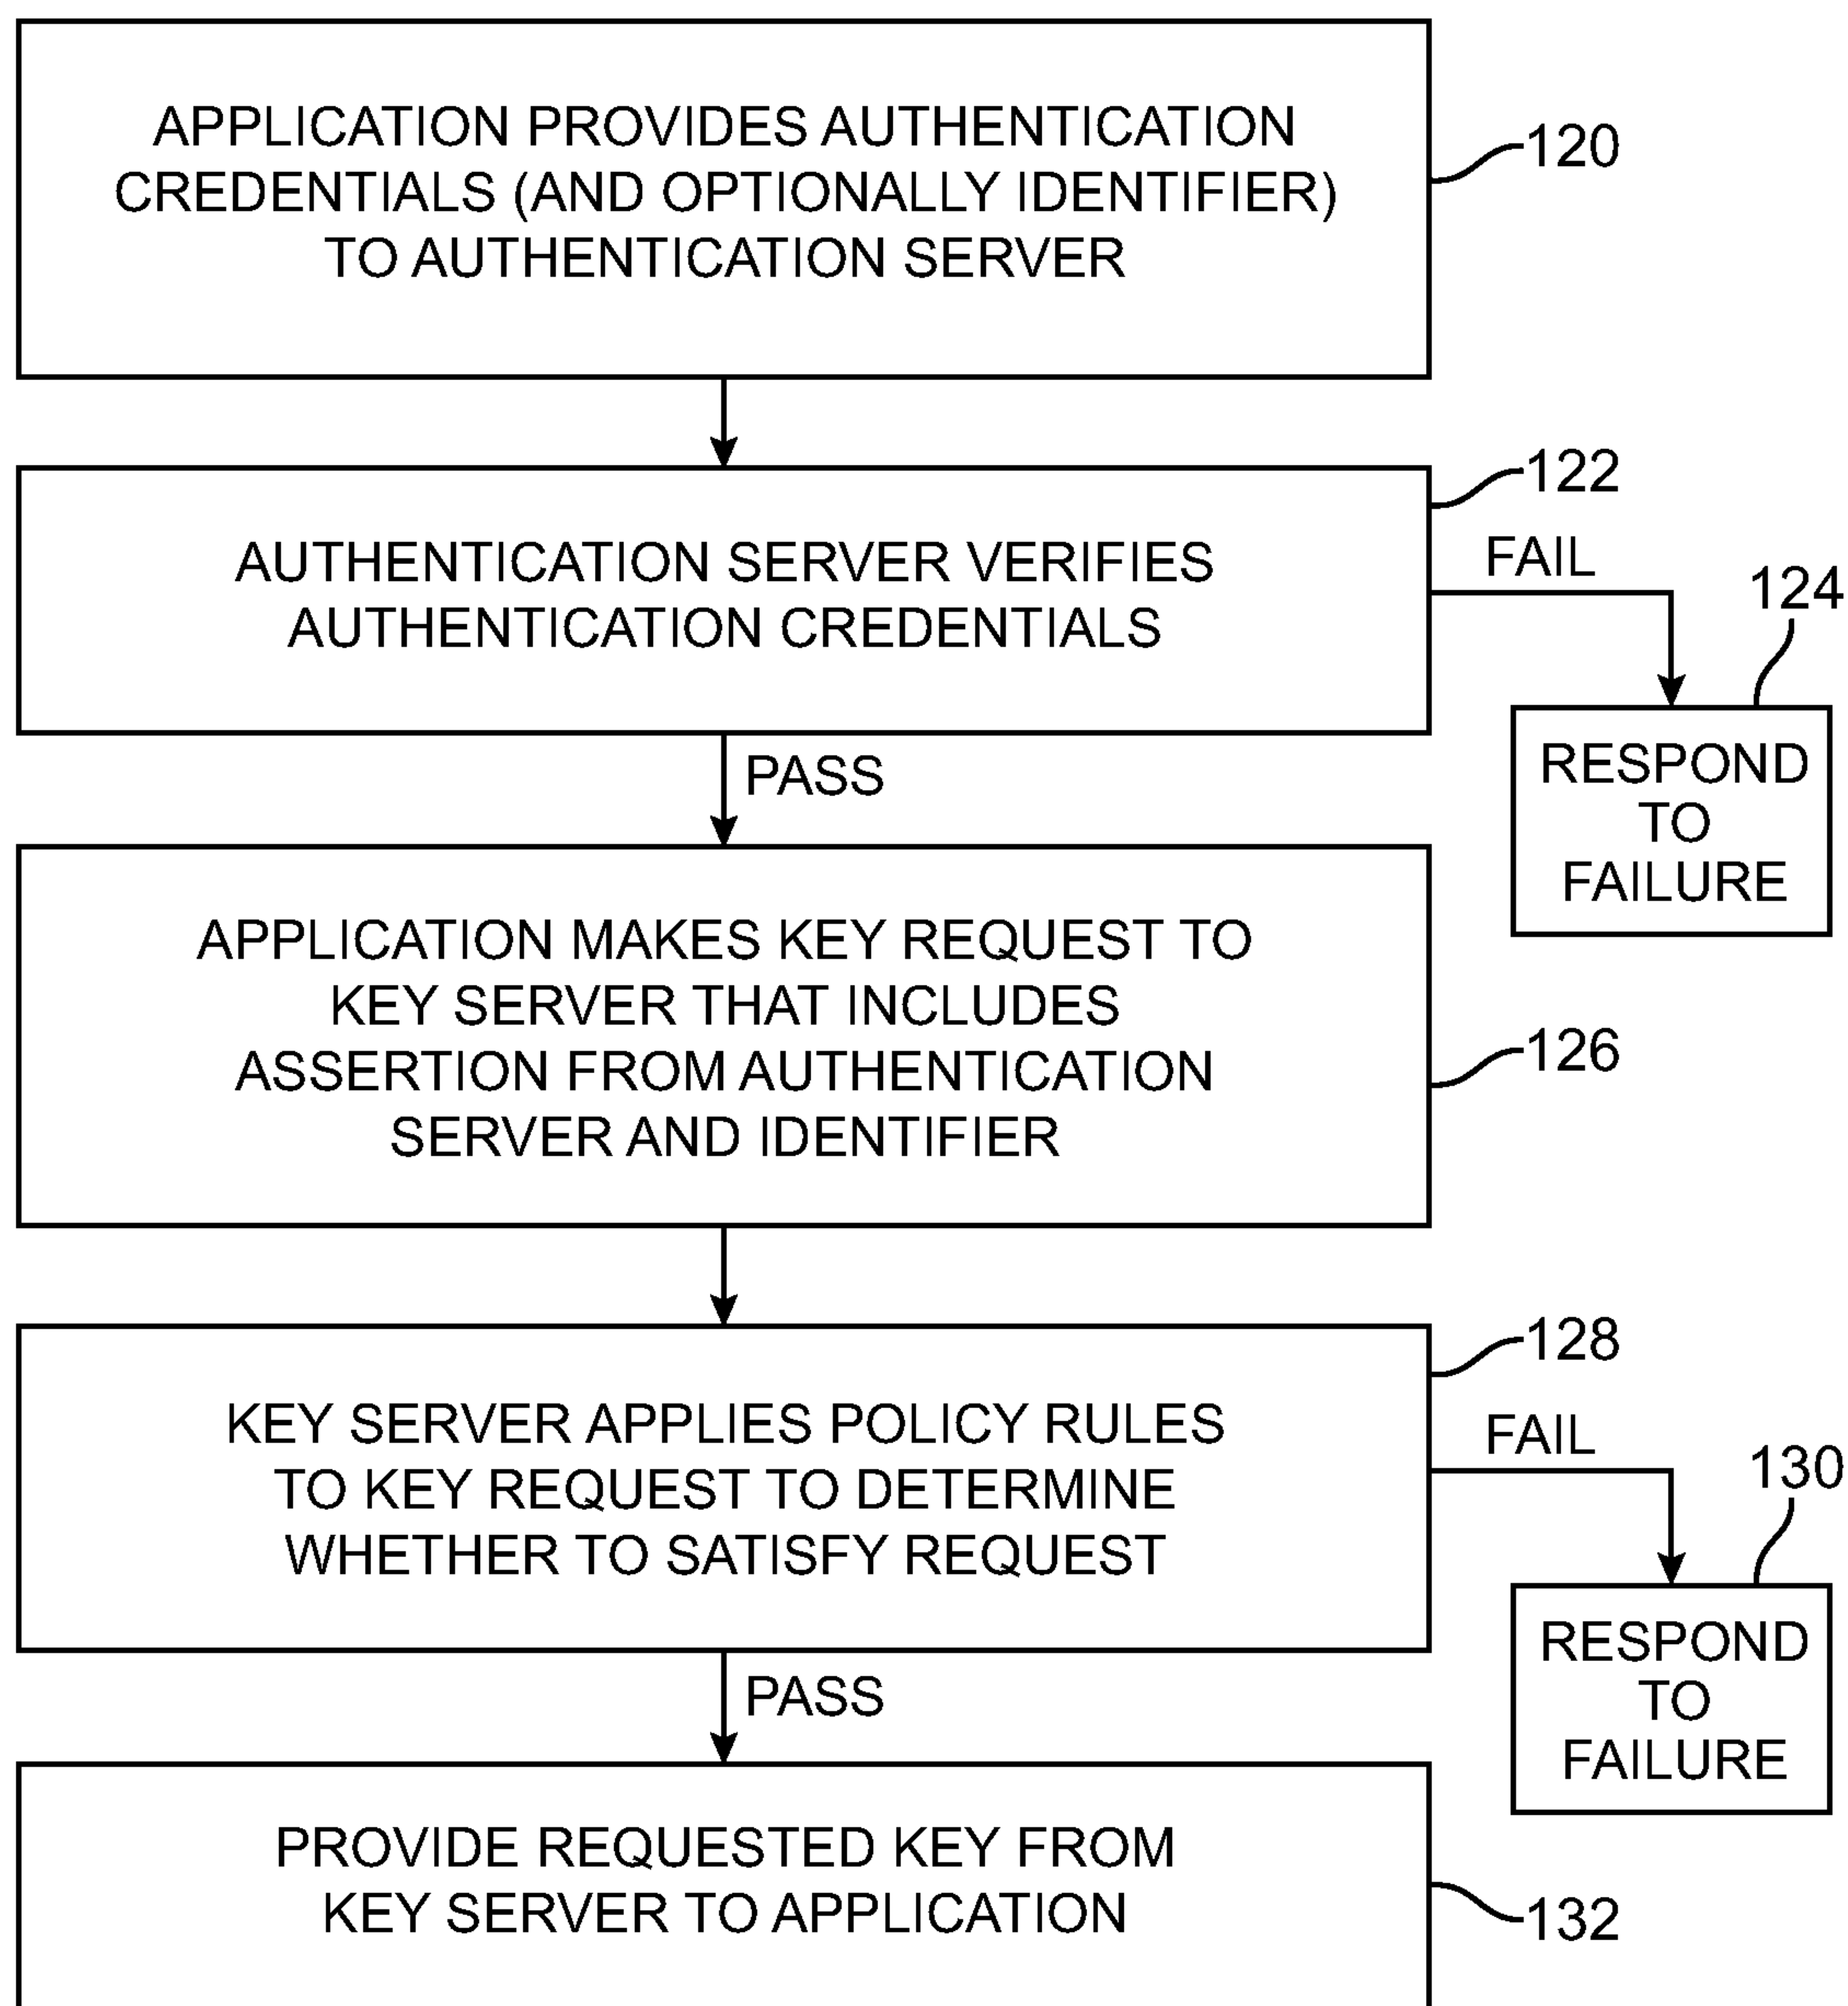 APPLICATION PROVIDES AUTHENTICATION
CREDENTIALS (AND OPTIONALLY IDENTIFIER)
TO AUTHENTICATION SERVER
120
122
AUTHENTICATION SERVER VERIFIES
AUTHENTICATION CREDENTIALS
FAIL
124
RESPOND
TO
FAILURE
PASS
APPLICATION MAKES KEY REQUEST TO
KEY SERVER THAT INCLUDES
ASSERTION FROM AUTHENTICATION
SERVER AND IDENTIFIER
126
128
KEY SERVER APPLIES POLICY RULES
TO KEY REQUEST TO DETERMINE
WHETHER TO SATISFY REQUEST
FAIL
130
RESPOND
TO
FAILURE
PASS
PROVIDE REQUESTED KEY FROM
KEY SERVER TO APPLICATION
132